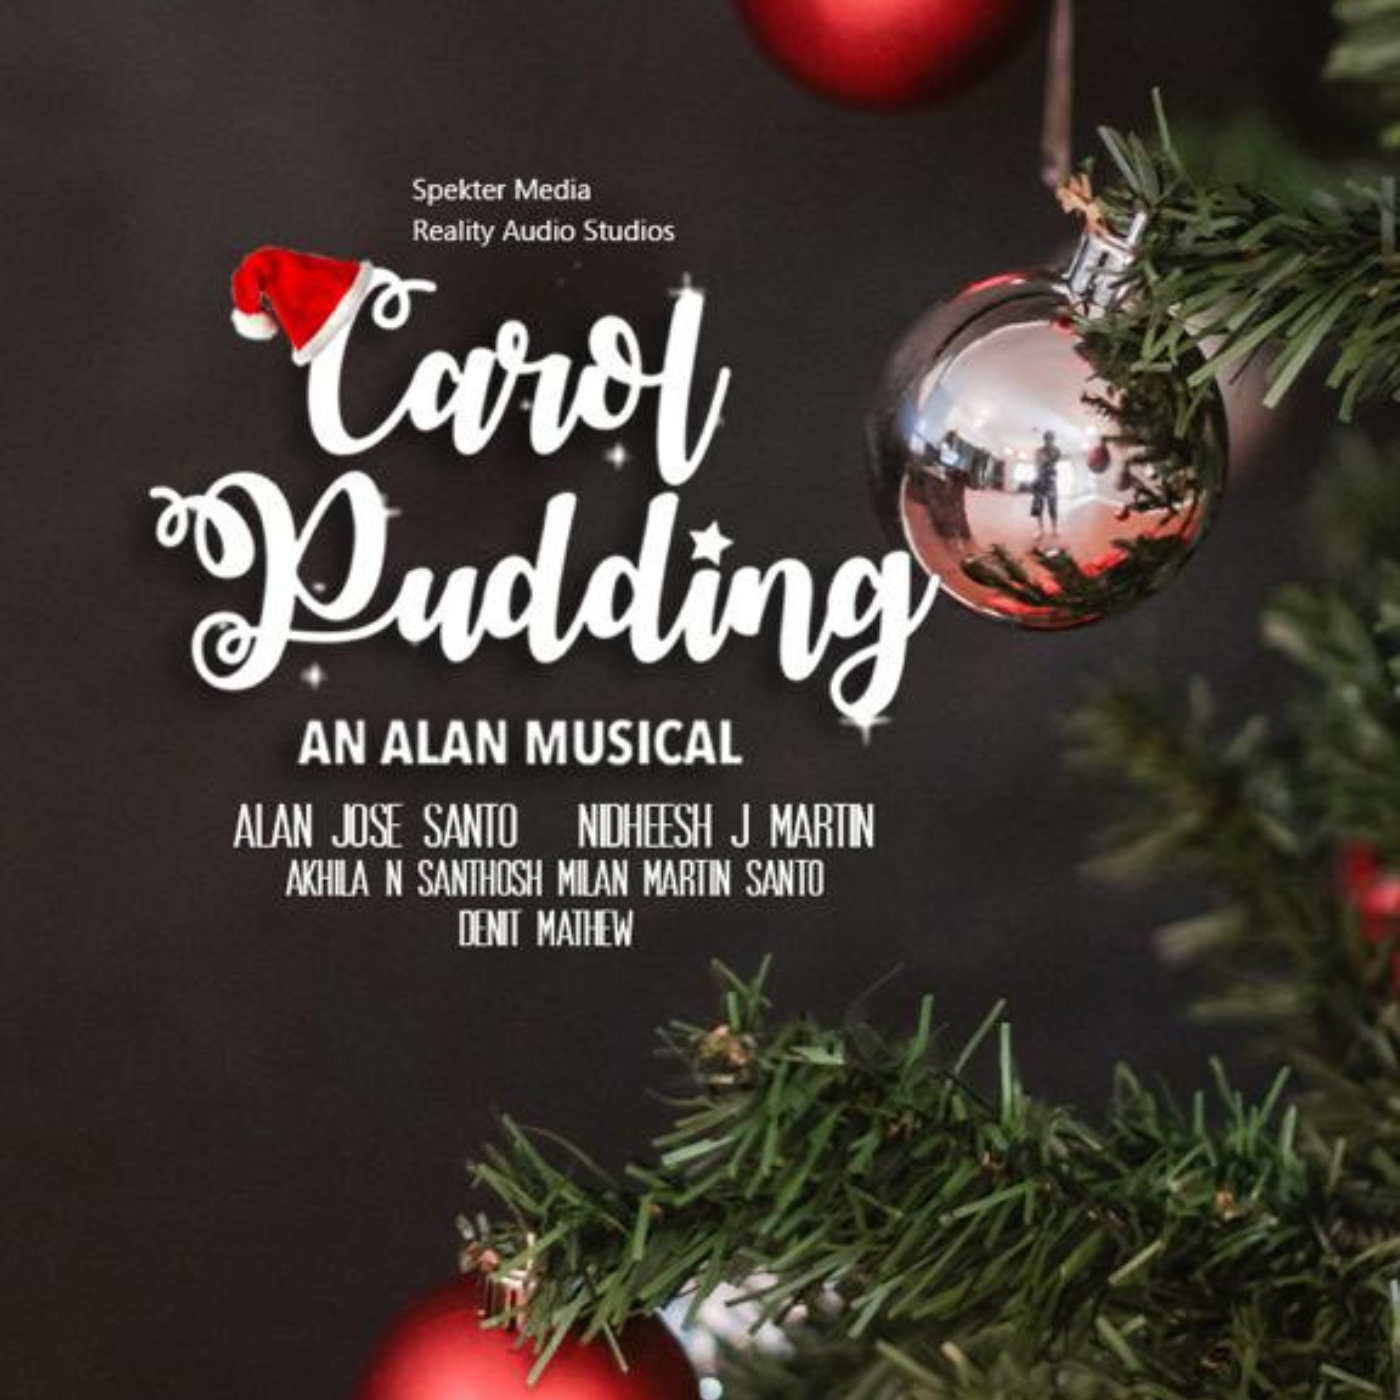 Spekter Media
Reality Audio Studios
Carol
Pudding
AN ALAN MUSICAL
ALAN JOSE SANTO NIDHEESH J MARTIN
AKHILA N SANTHOSH MILAN MARTIN SANTO
DENIT MATHEW